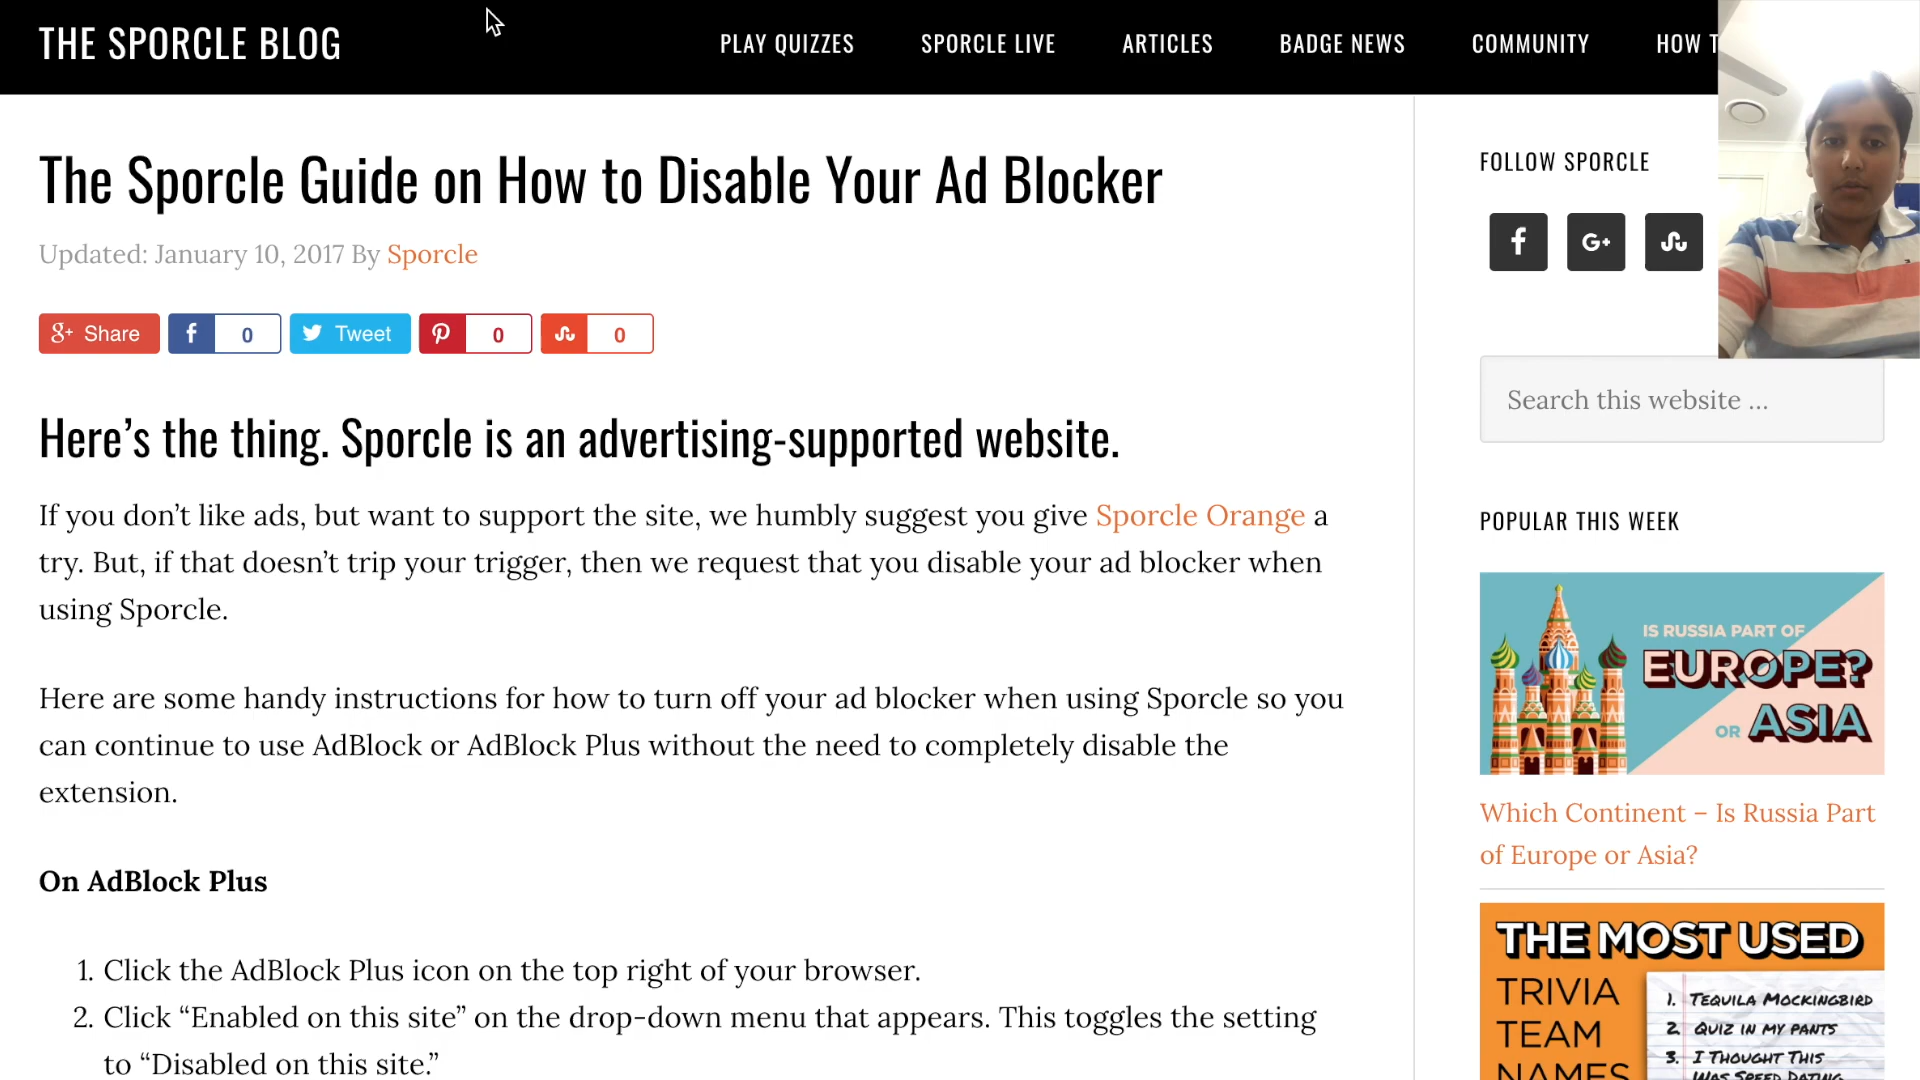 THE SPORCLE BLOG
PLAY QUIZZES
SPORCLE LIVE
ARTICLES
BADGE NEWS
COMMUNITY
HOW T
The Sporcle Guide on How to Disable Your Ad Blocker
Updated: January 10, 2017 By Sporcle
g+ Share
f 0
Tweet
0
0
Here’s the thing. Sporcle is an advertising-supported website.
If you don’t like ads, but want to support the site, we humbly suggest you give Sporcle Orange a
try. But, if that doesn’t trip your trigger, then we request that you disable your ad blocker when
using Sporcle.
Here are some handy instructions for how to turn off your ad blocker when using Sporcle so you
can continue to use AdBlock or AdBlock Plus without the need to completely disable the
extension.
On AdBlock Plus
1. Click the AdBlock Plus icon on the top right of your browser.
2. Click “Enabled on this site” on the drop-down menu that appears. This toggles the setting
to “Disabled on this site.”
FOLLOW SPORCLE
f
G+
Search this website …
POPULAR THIS WEEK
IS RUSSIA PART OF
EUROPE?
OR ASIA
Which Continent – Is Russia Part
of Europe or Asia?
THE MOST USED
TRIVIA
TEAM
NAMES
1. TEQUILA MOCKINGBIRD
2. QUIZ IN MY PANTS
3. I THOUGHT THIS
WAS SPEED DATING